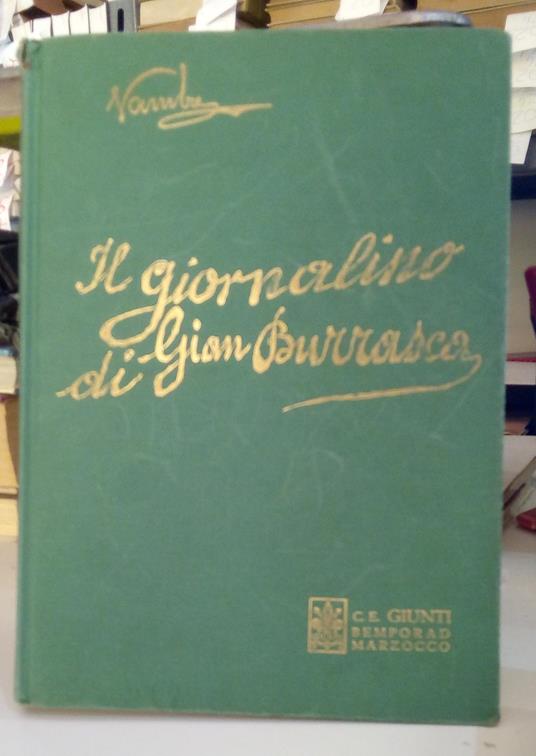 Vamba
Il giornalino
di Gian Burrasca
C. E. GIUNTI
BEMPORAD
MARZOCCO